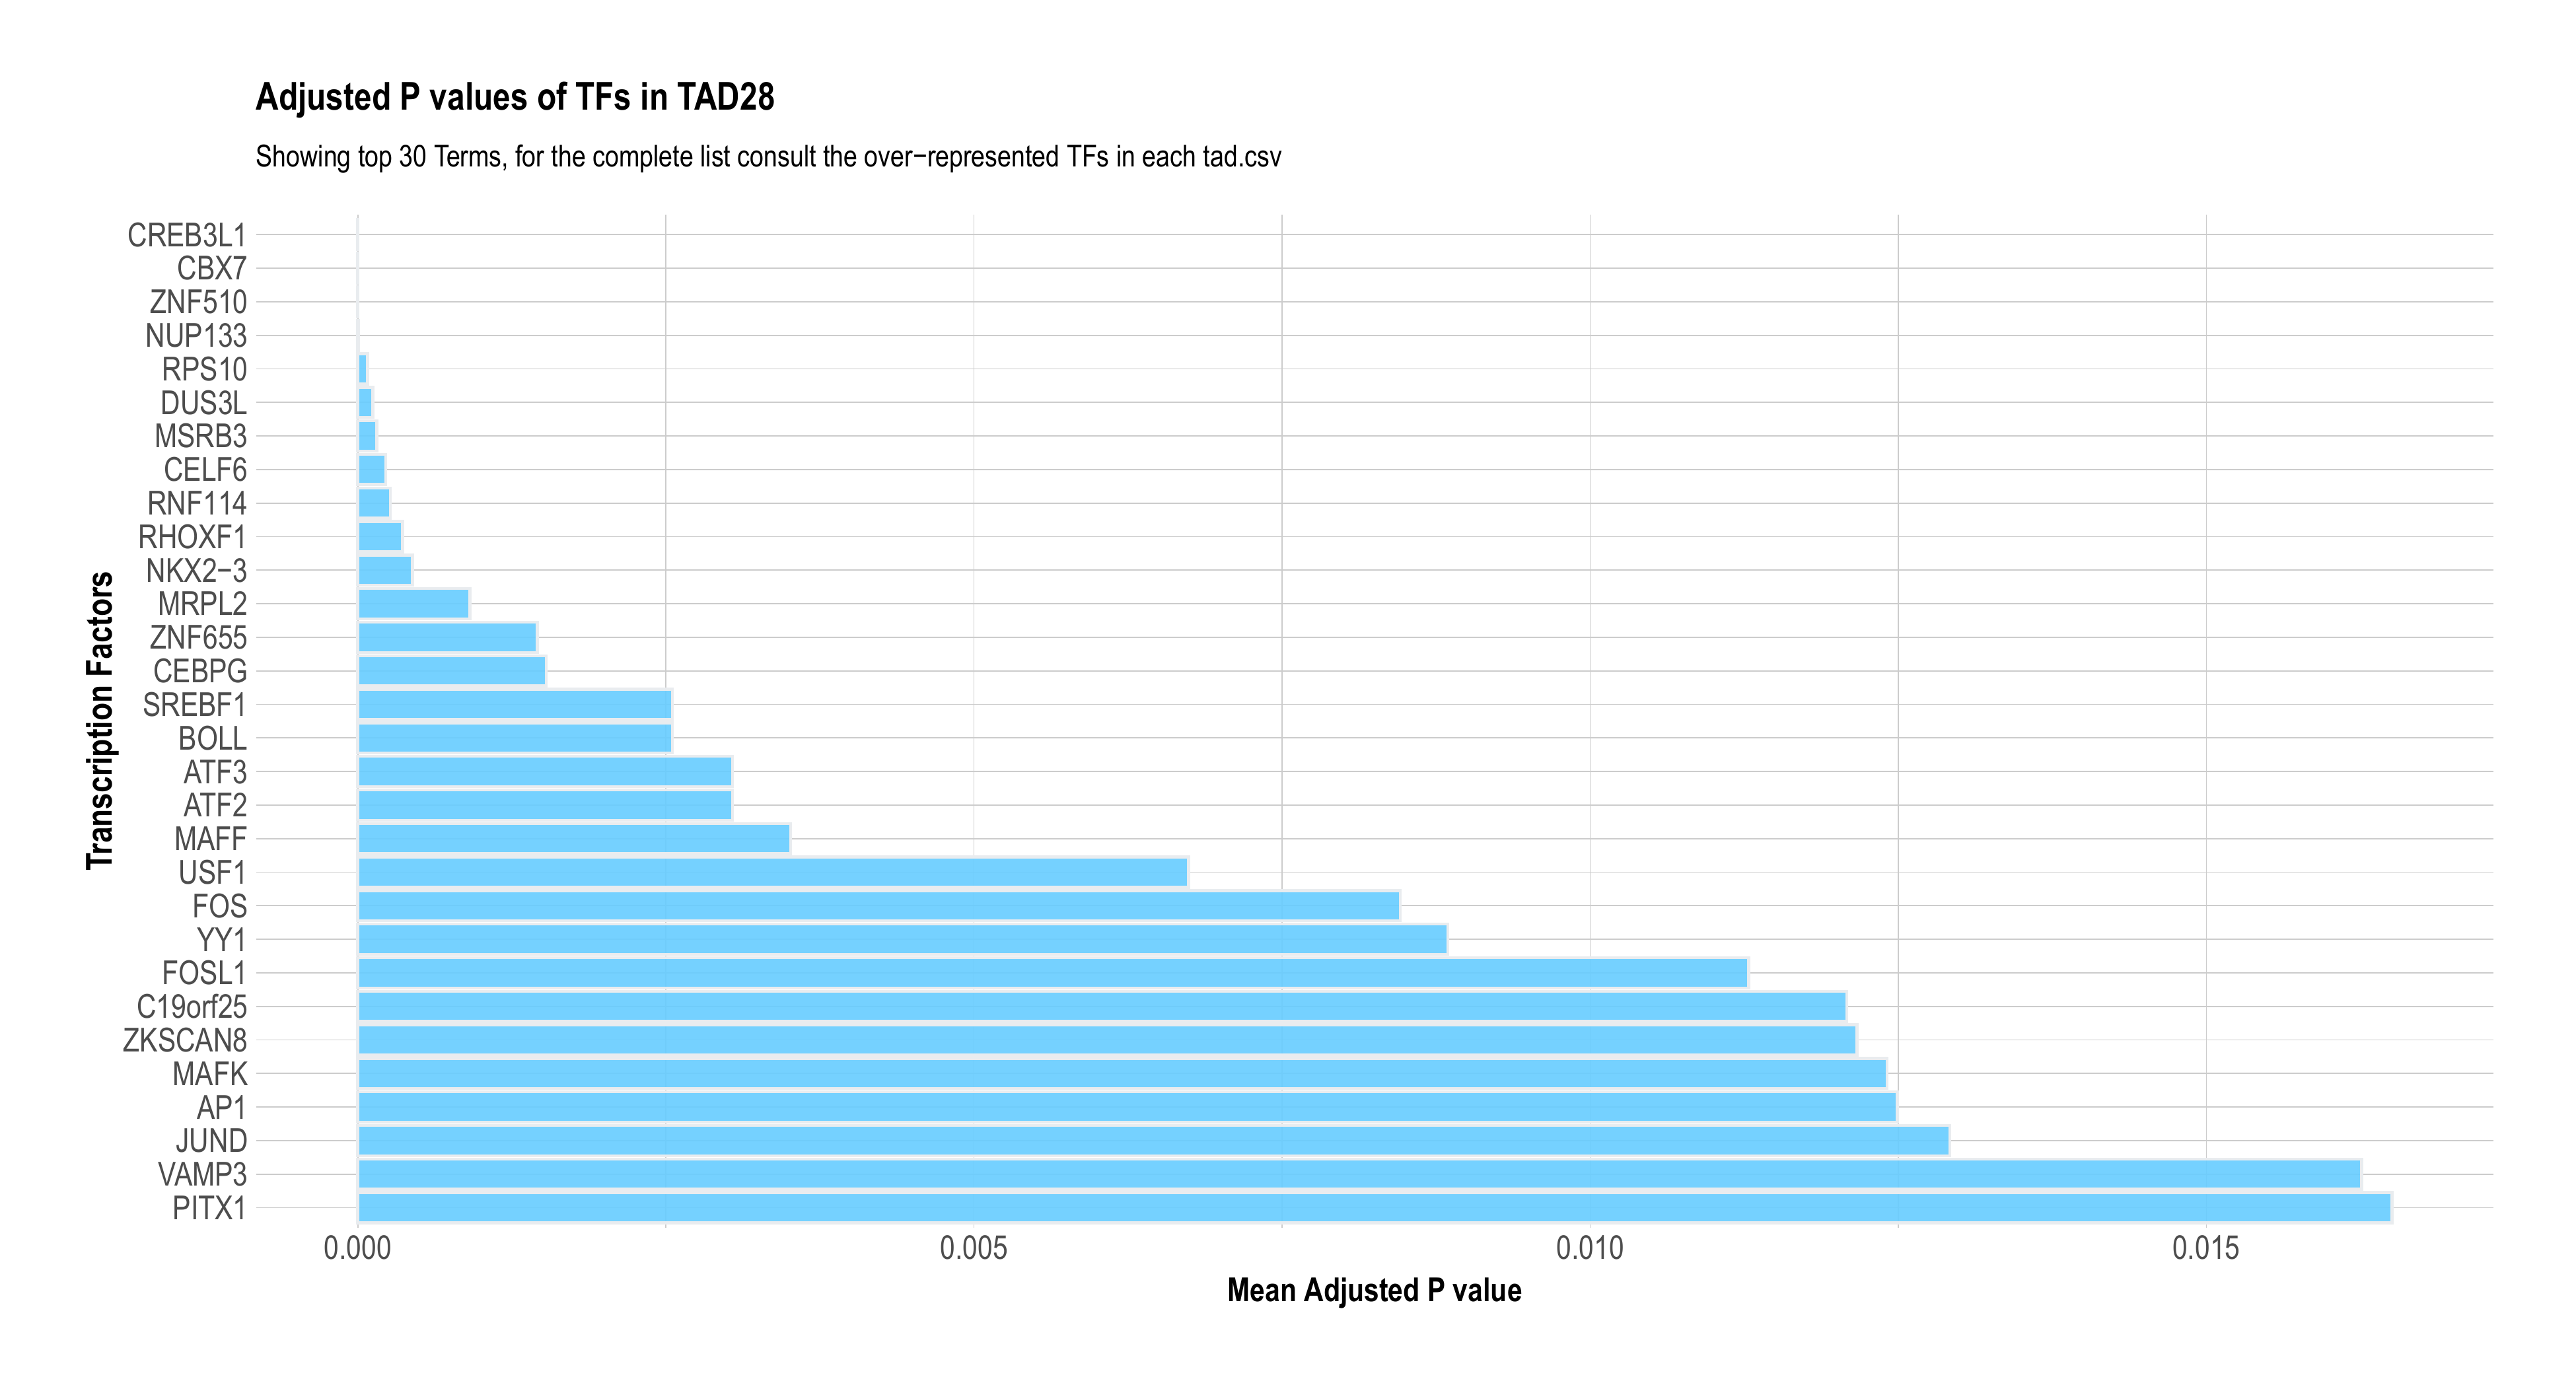 Adjusted P values of TFs in TAD28
Showing top 30 Terms, for the complete list consult the over−represented TFs in each tad.csv
Transcription Factors
CREB3L1
CBX7
ZNF510
NUP133
RPS10
DUS3L
MSRB3
CELF6
RNF114
RHOXF1
NKX2−3
MRPL2
ZNF655
CEBPG
SREBF1
BOLL
ATF3
ATF2
MAFF
USF1
FOS
YY1
FOSL1
C19orf25
ZKSCAN8
MAFK
AP1
JUND
VAMP3
PITX1
0.000 0.005 0.010 0.015
Mean Adjusted P value